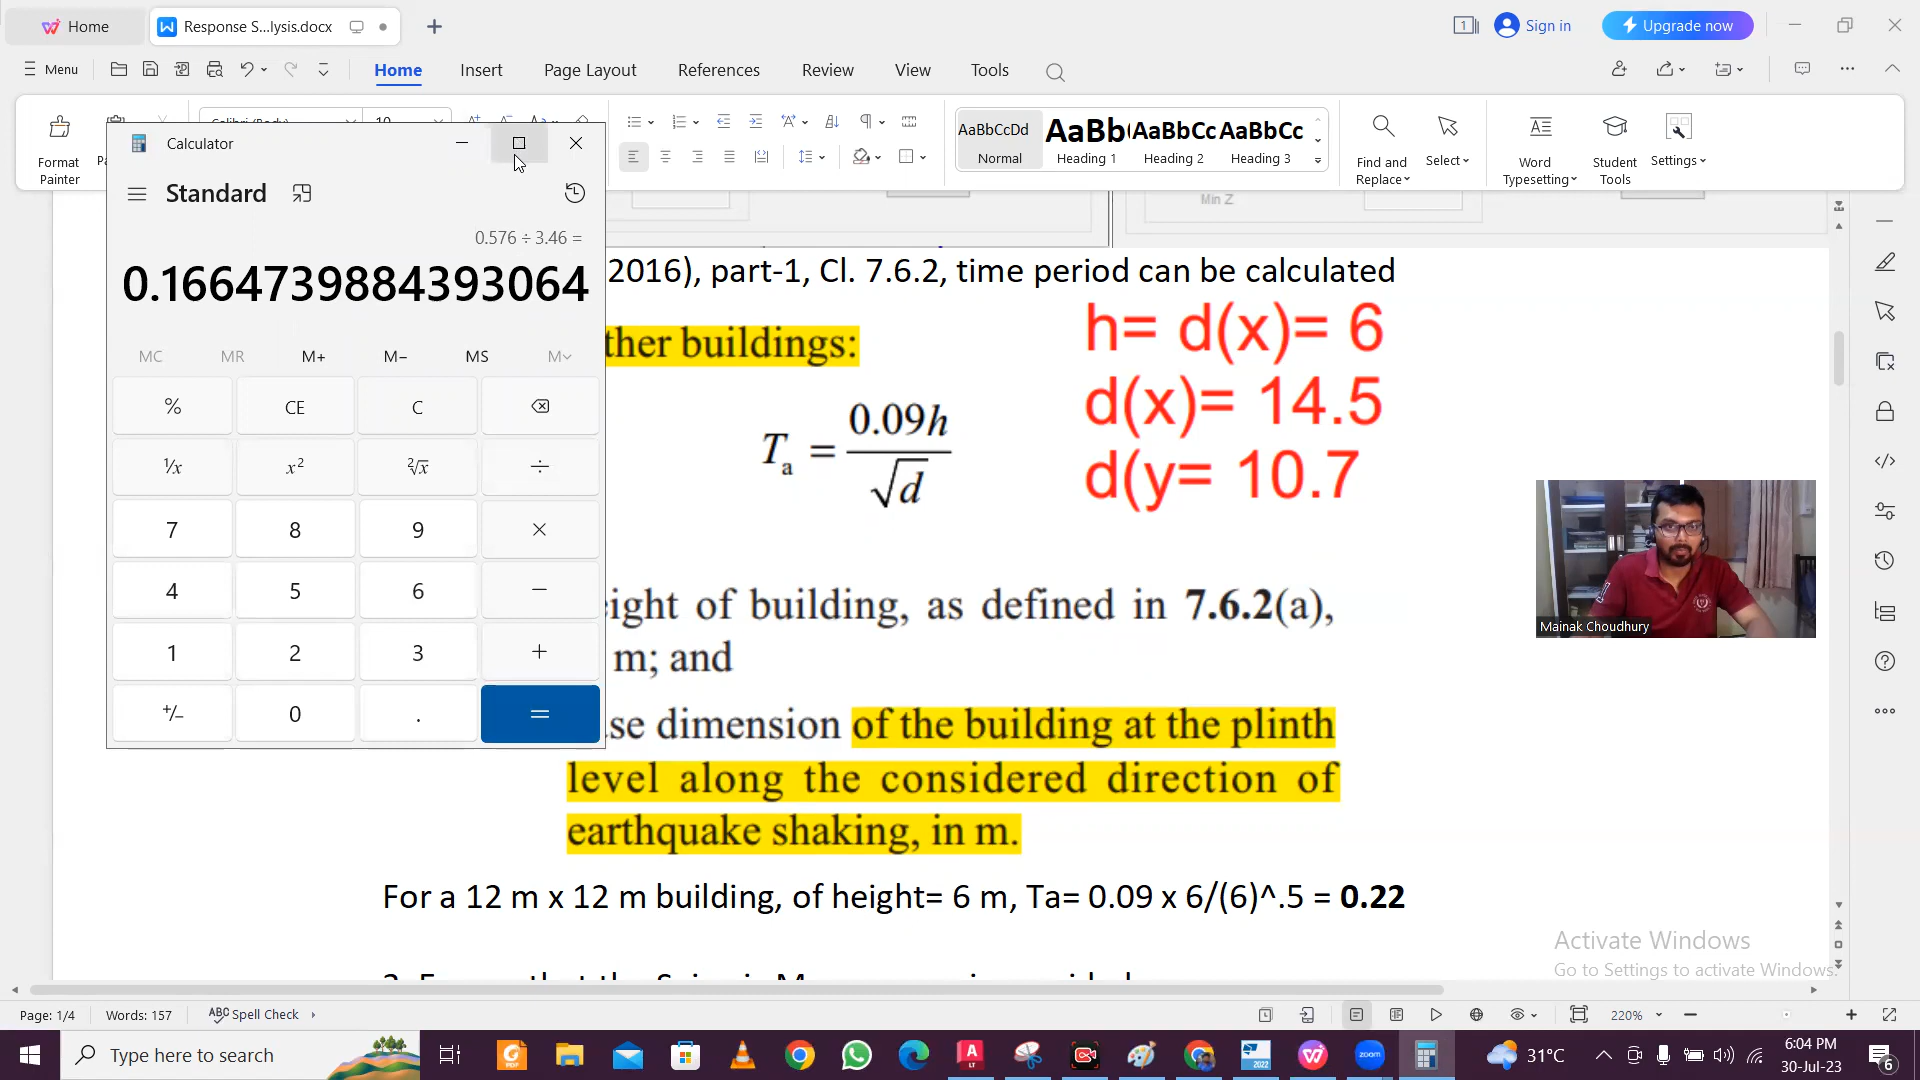 Home
Response S...lysis.docx
Sign in
Upgrade now
Menu
Home
Insert
Page Layout
References
Review
View
Tools
Format
Painter
AaBbCcDd
Normal
AaBb(
Heading 1
AaBbCc
Heading 2
AaBbCc
Heading 3
Find and
Replace
Select
Word
Typesetting
Student
Tools
Settings
Min Z
Calculator
Standard
0.576 ÷ 3.46 =
0.1664739884393064
MC MR M+ M− MS M
% CE C
¹/x x² ²√x ÷
7 8 9 ×
4 5 6 −
1 2 3 +
+/− 0 . =
2016), part-1, Cl. 7.6.2, time period can be calculated
ther buildings:
Ta = 0.09h / √d
h= d(x)= 6
d(x)= 14.5
d(y= 10.7
eight of building, as defined in 7.6.2(a),
m; and
se dimension of the building at the plinth
level along the considered direction of
earthquake shaking, in m.
For a 12 m x 12 m building, of height= 6 m, Ta= 0.09 x 6/(6)^.5 = 0.22
Mainak Choudhury
Activate Windows
Go to Settings to activate Windows.
Page: 1/4
Words: 157
ABC Spell Check
220%
Type here to search
31°C
6:04 PM
30-Jul-23
6